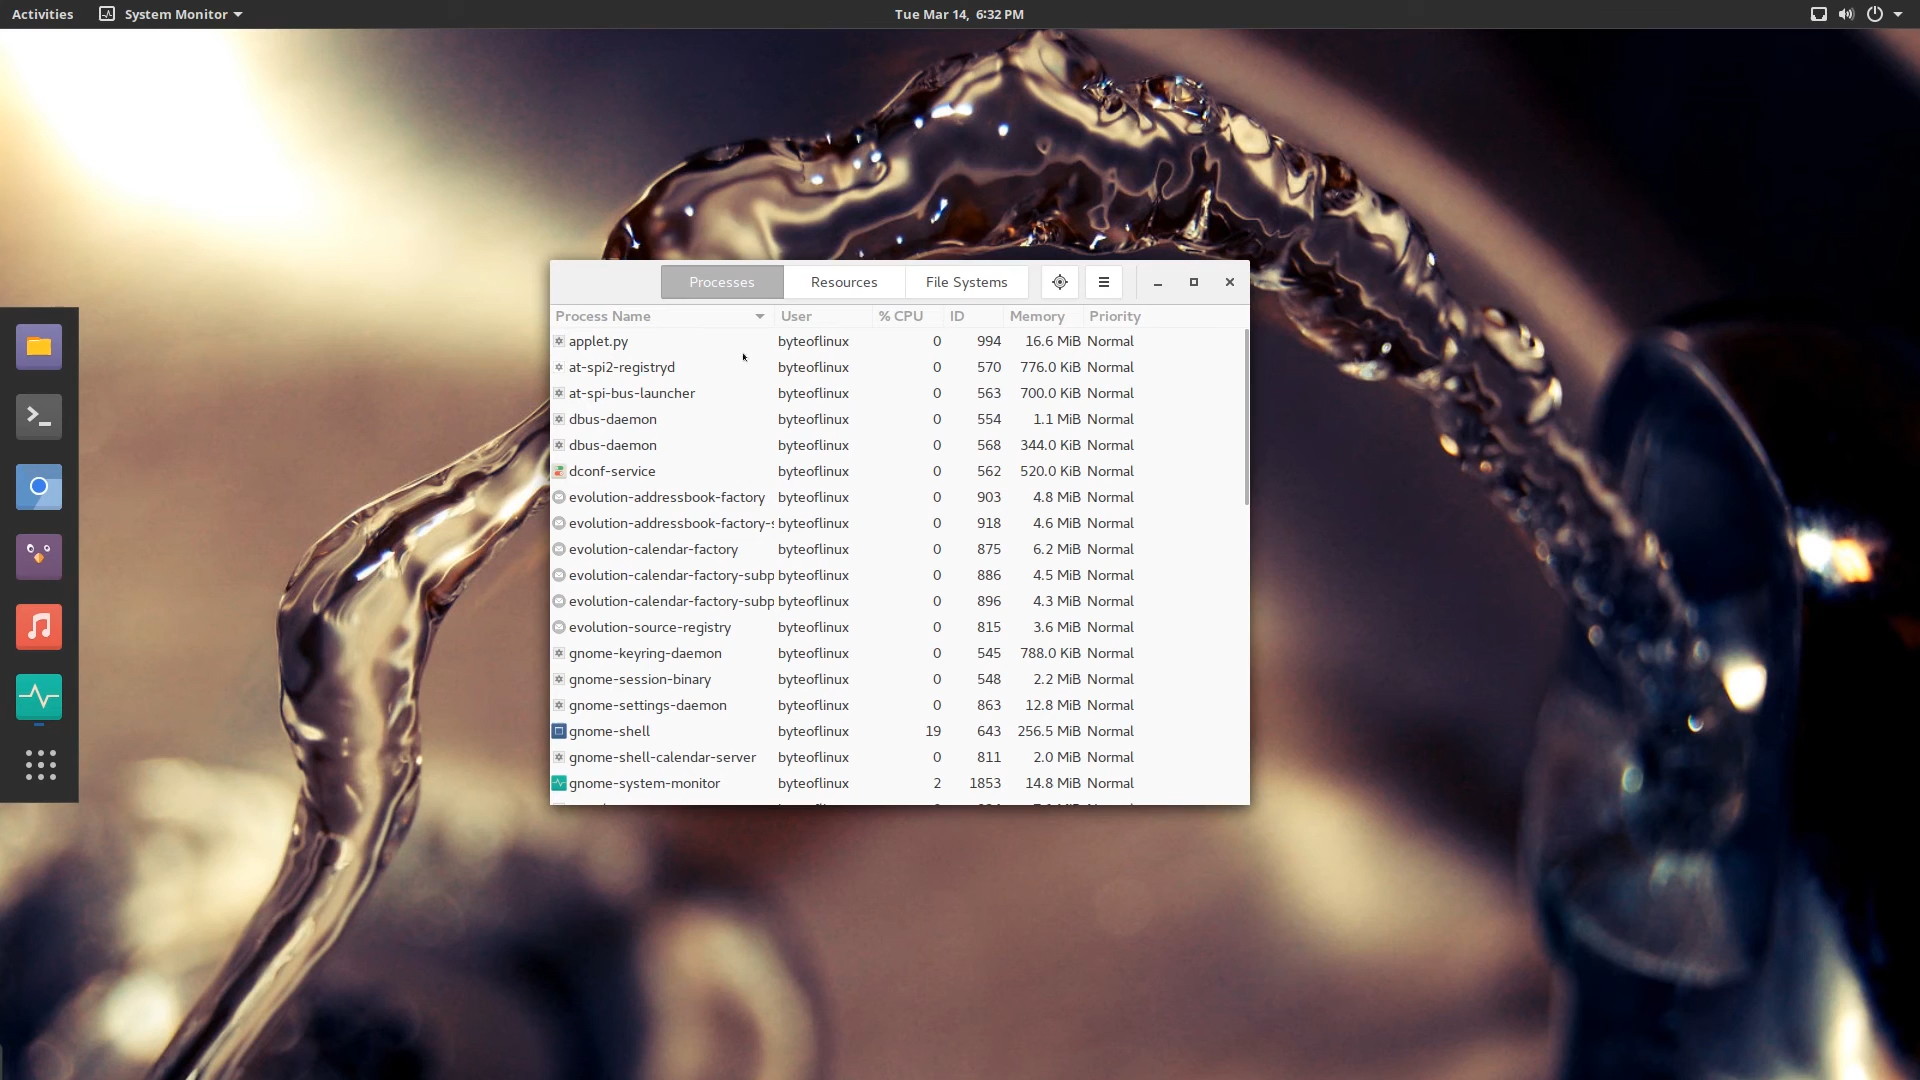 Activities System Monitor Tue Mar 14, 6:32 PM
Processes Resources File Systems
Process Name User % CPU ID Memory Priority
applet.py byteoflinux 0 994 16.6 MiB Normal
at-spi2-registryd byteoflinux 0 570 776.0 KiB Normal
at-spi-bus-launcher byteoflinux 0 563 700.0 KiB Normal
dbus-daemon byteoflinux 0 554 1.1 MiB Normal
dbus-daemon byteoflinux 0 568 344.0 KiB Normal
dconf-service byteoflinux 0 562 520.0 KiB Normal
evolution-addressbook-factory byteoflinux 0 903 4.8 MiB Normal
evolution-addressbook-factory-s byteoflinux 0 918 4.6 MiB Normal
evolution-calendar-factory byteoflinux 0 875 6.2 MiB Normal
evolution-calendar-factory-subp byteoflinux 0 886 4.5 MiB Normal
evolution-calendar-factory-subp byteoflinux 0 896 4.3 MiB Normal
evolution-source-registry byteoflinux 0 815 3.6 MiB Normal
gnome-keyring-daemon byteoflinux 0 545 788.0 KiB Normal
gnome-session-binary byteoflinux 0 548 2.2 MiB Normal
gnome-settings-daemon byteoflinux 0 863 12.8 MiB Normal
gnome-shell byteoflinux 19 643 256.5 MiB Normal
gnome-shell-calendar-server byteoflinux 0 811 2.0 MiB Normal
gnome-system-monitor byteoflinux 2 1853 14.8 MiB Normal